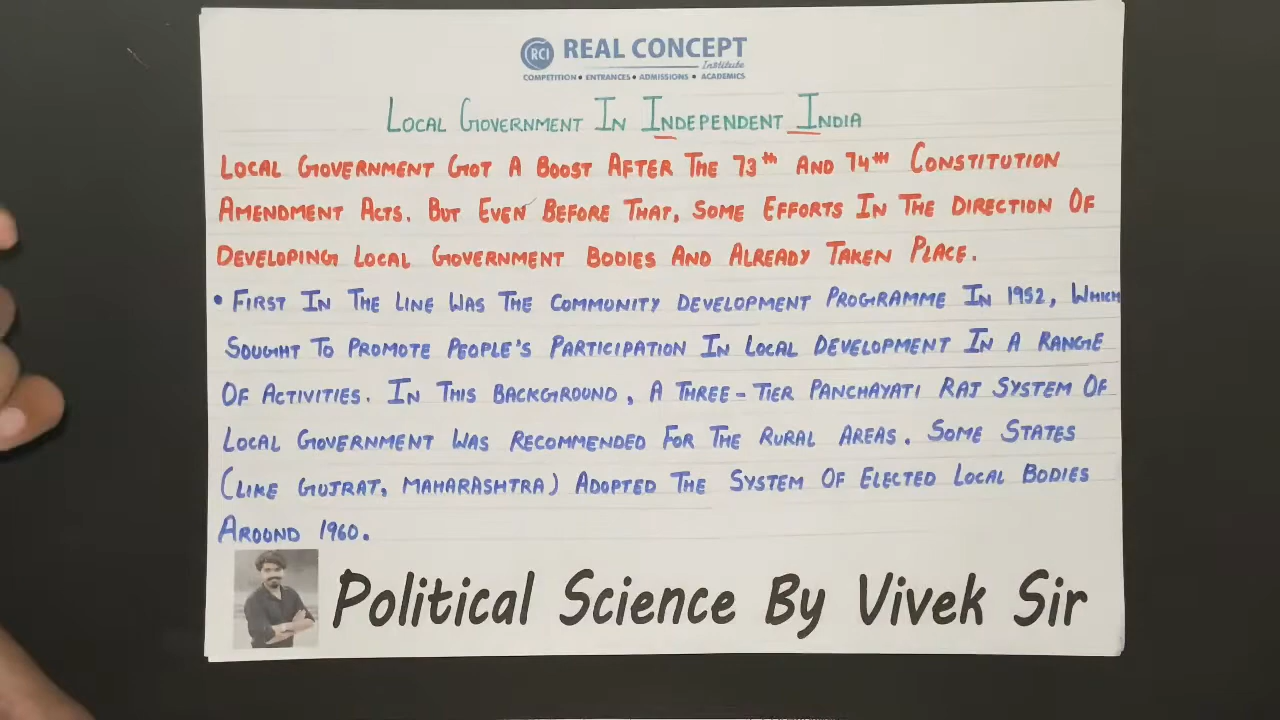 RCI REAL CONCEPT
Institute
COMPETITION • ENTRANCES • ADMISSIONS • ACADEMICS
LOCAL GOVERNMENT IN INDEPENDENT INDIA
LOCAL GOVERNMENT GOT A BOOST AFTER THE 73th AND 74th CONSTITUTION
AMENDMENT ACTS. BUT EVEN BEFORE THAT, SOME EFFORTS IN THE DIRECTION OF
DEVELOPING LOCAL GOVERNMENT BODIES AND ALREADY TAKEN PLACE.
• FIRST IN THE LINE WAS THE COMMUNITY DEVELOPMENT PROGRAMME IN 1952, WHICH
SOUGHT TO PROMOTE PEOPLE'S PARTICIPATION IN LOCAL DEVELOPMENT IN A RANGE
OF ACTIVITIES. IN THIS BACKGROUND, A THREE-TIER PANCHAYATI RAJ SYSTEM OF
LOCAL GOVERNMENT WAS RECOMMENDED FOR THE RURAL AREAS. SOME STATES
(LIKE GUJRAT, MAHARASHTRA) ADOPTED THE SYSTEM OF ELECTED LOCAL BODIES
AROUND 1960.
Political Science By Vivek Sir